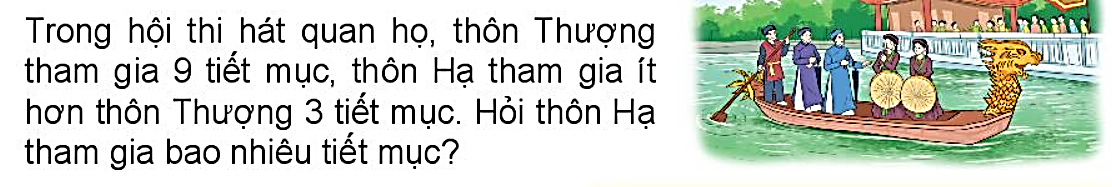 Trong hội thi hát quan họ, thôn Thượng
tham gia 9 tiết mục, thôn Hạ tham gia ít
hơn thôn Thượng 3 tiết mục. Hỏi thôn Hạ
tham gia bao nhiêu tiết mục?